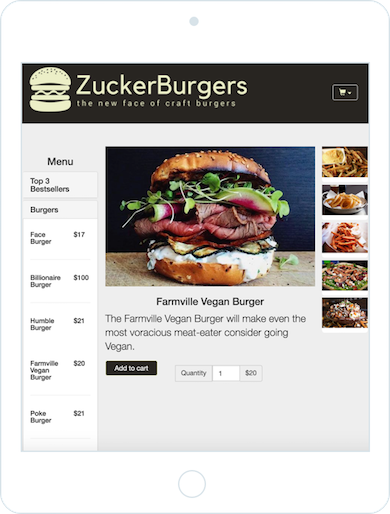 ZuckerBurgers
the new face of craft burgers
Menu
Top 3
Bestsellers
Burgers
Face
Burger
$17
Billionaire
Burger
$100
Humble
Burger
$21
Farmville
Vegan
Burger
$20
Poke
Burger
$21
Farmville Vegan Burger
The Farmville Vegan Burger will make even the
most voracious meat-eater consider going
Vegan.
Add to cart
Quantity
1
$20